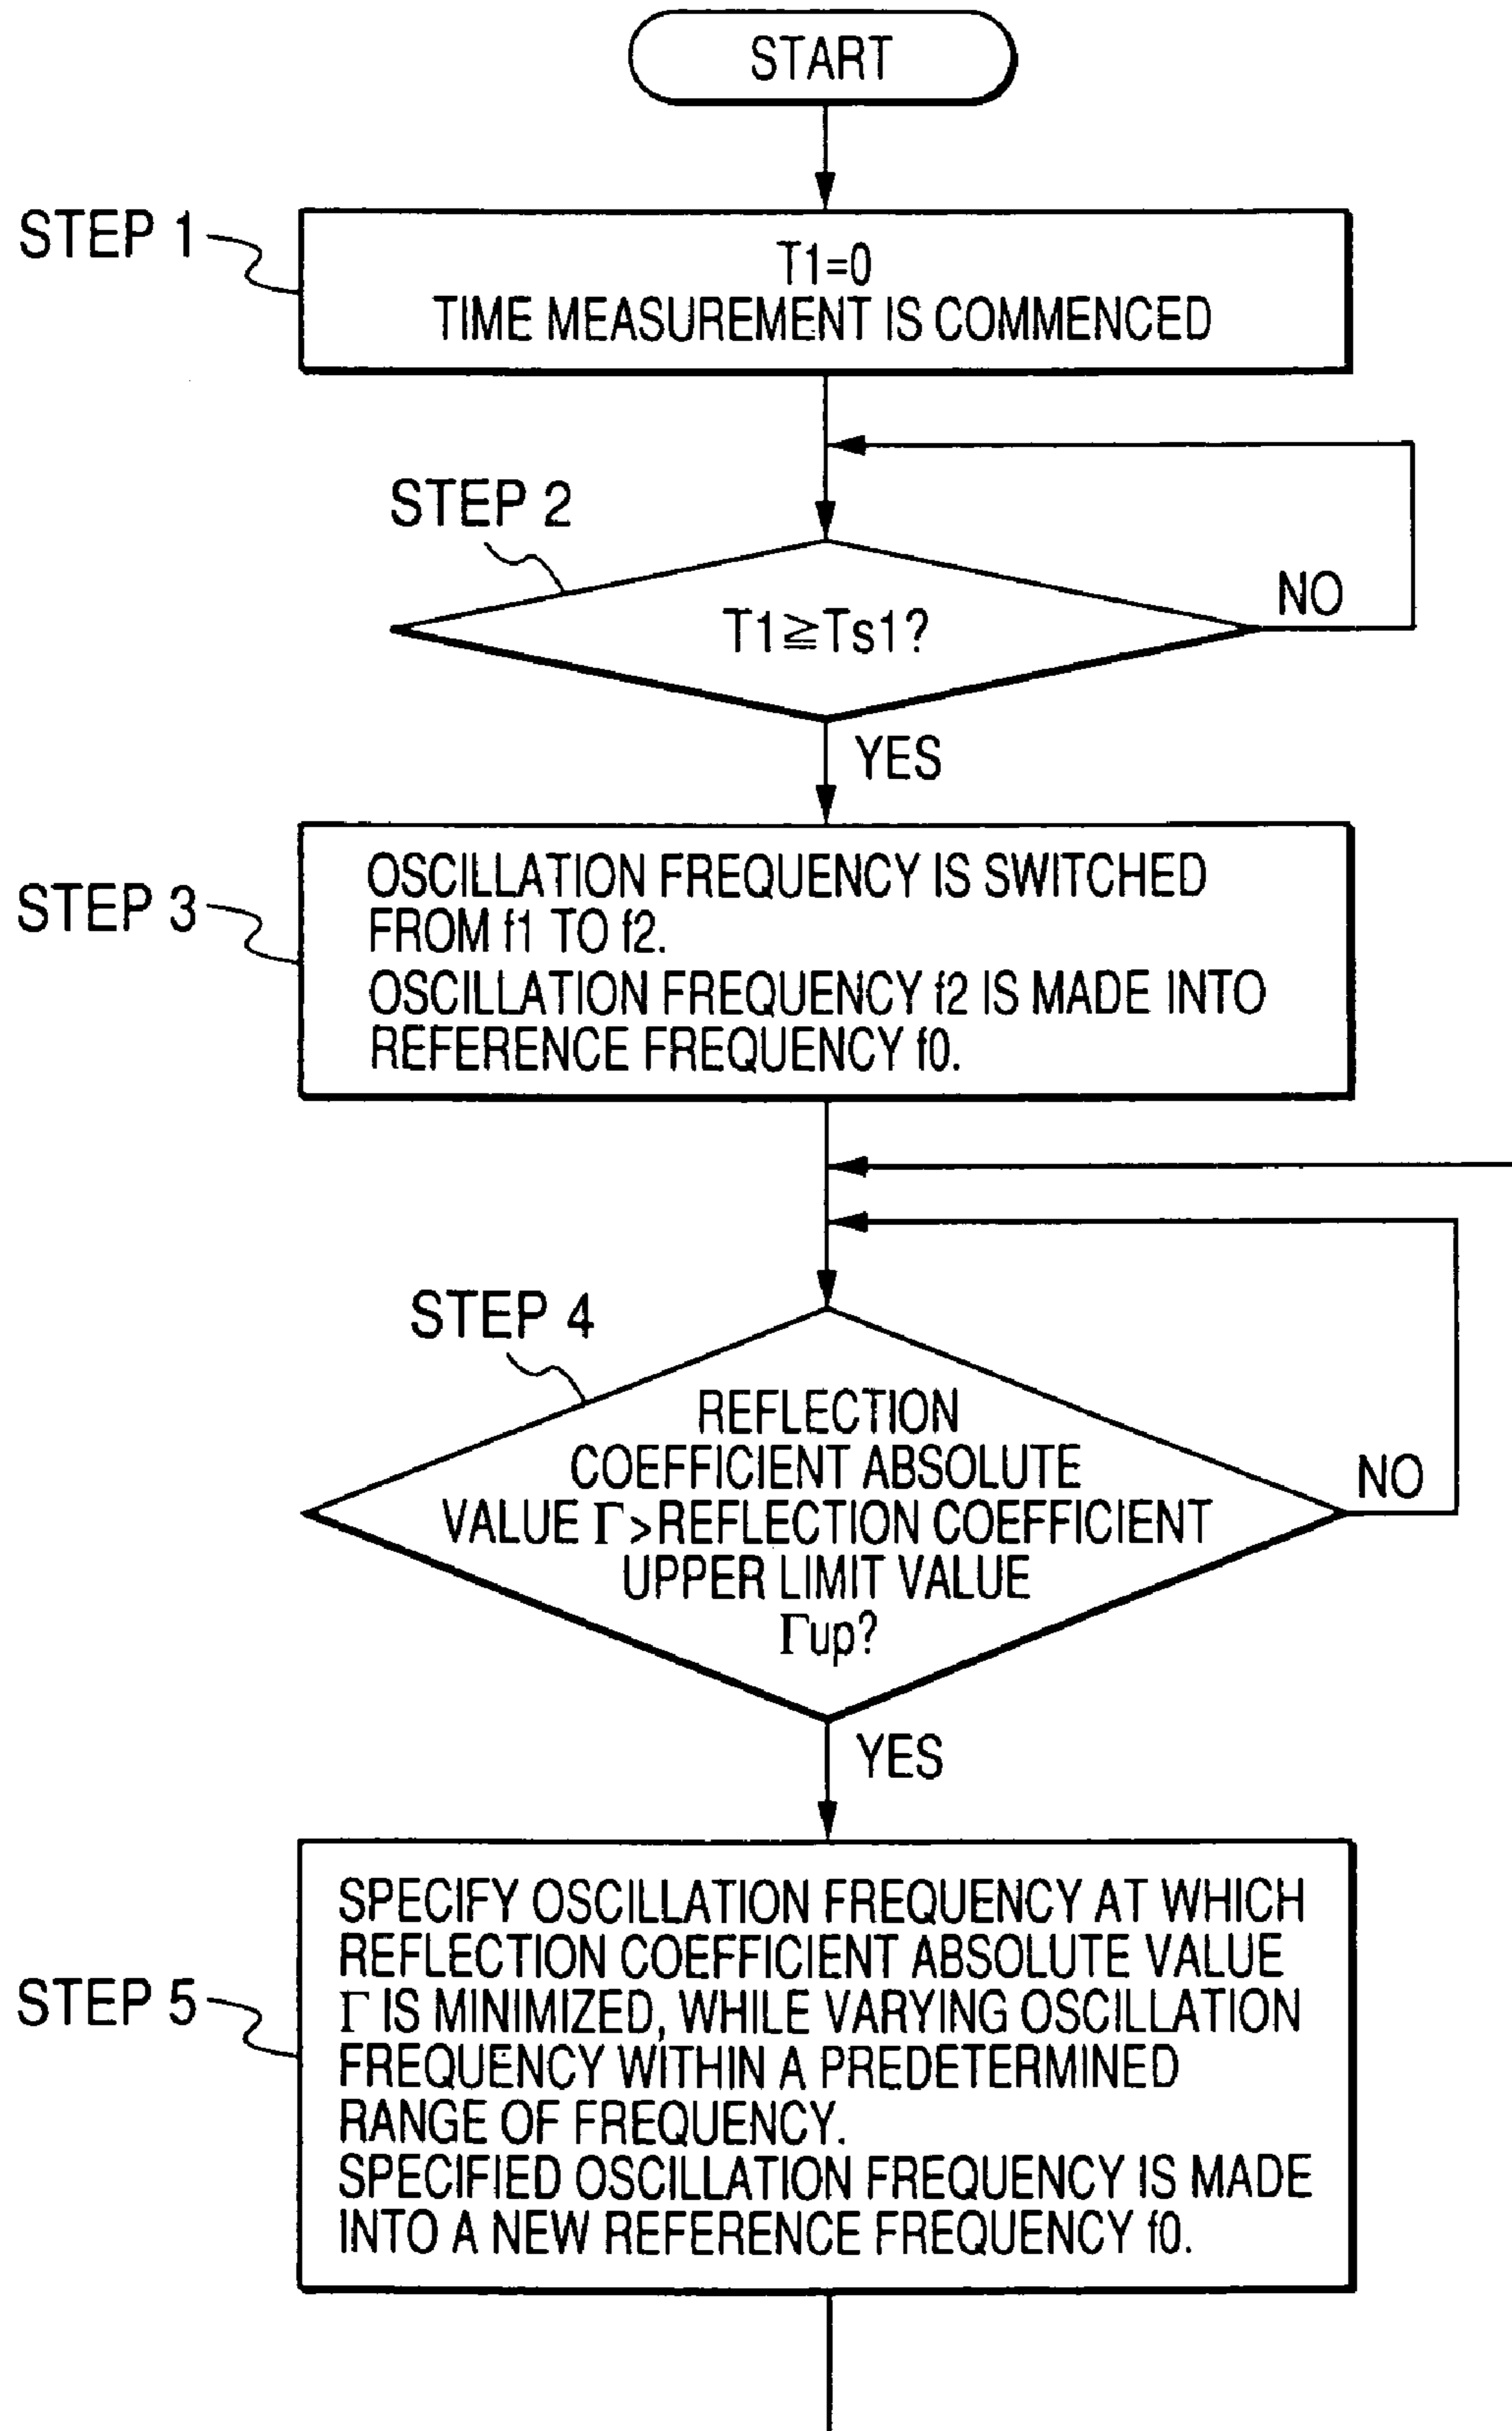 START
STEP 1
T1=0
TIME MEASUREMENT IS COMMENCED
STEP 2
T1≧Ts1?
NO
YES
STEP 3
OSCILLATION FREQUENCY IS SWITCHED
FROM f1 TO f2.
OSCILLATION FREQUENCY f2 IS MADE INTO
REFERENCE FREQUENCY f0.
STEP 4
REFLECTION
COEFFICIENT ABSOLUTE
VALUE Γ>REFLECTION COEFFICIENT
UPPER LIMIT VALUE
Γup?
NO
YES
STEP 5
SPECIFY OSCILLATION FREQUENCY AT WHICH
REFLECTION COEFFICIENT ABSOLUTE VALUE
Γ IS MINIMIZED, WHILE VARYING OSCILLATION
FREQUENCY WITHIN A PREDETERMINED
RANGE OF FREQUENCY.
SPECIFIED OSCILLATION FREQUENCY IS MADE
INTO A NEW REFERENCE FREQUENCY f0.